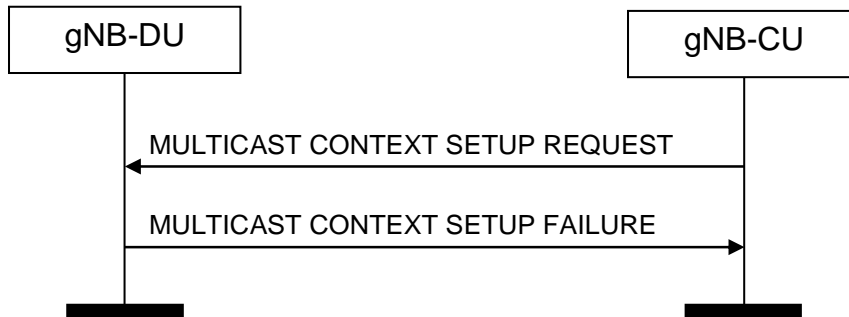 gNB-DU
gNB-CU
MULTICAST CONTEXT SETUP REQUEST
MULTICAST CONTEXT SETUP FAILURE